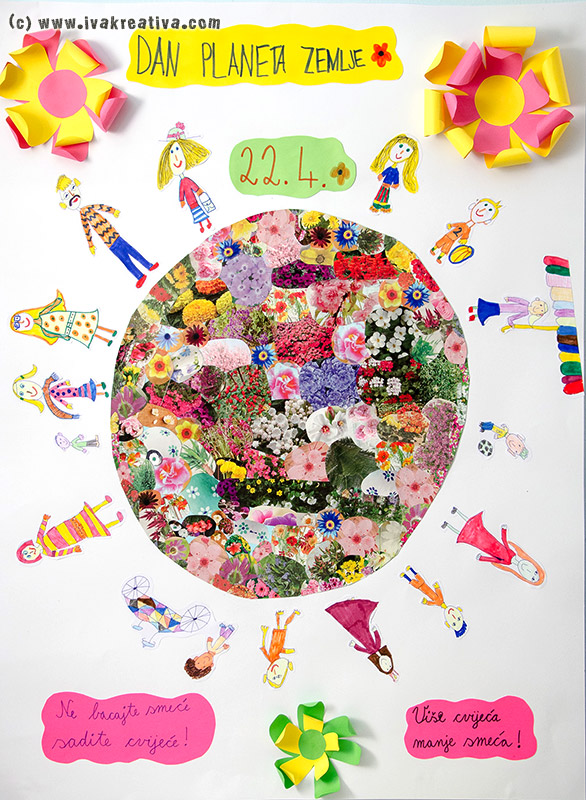 (c) www.ivakreativa.com
DAN PLANETA ZEMLJE
22.4.
Ne bacajte smeće
sadite cvijeće!
Više cvijeća
manje smeća!